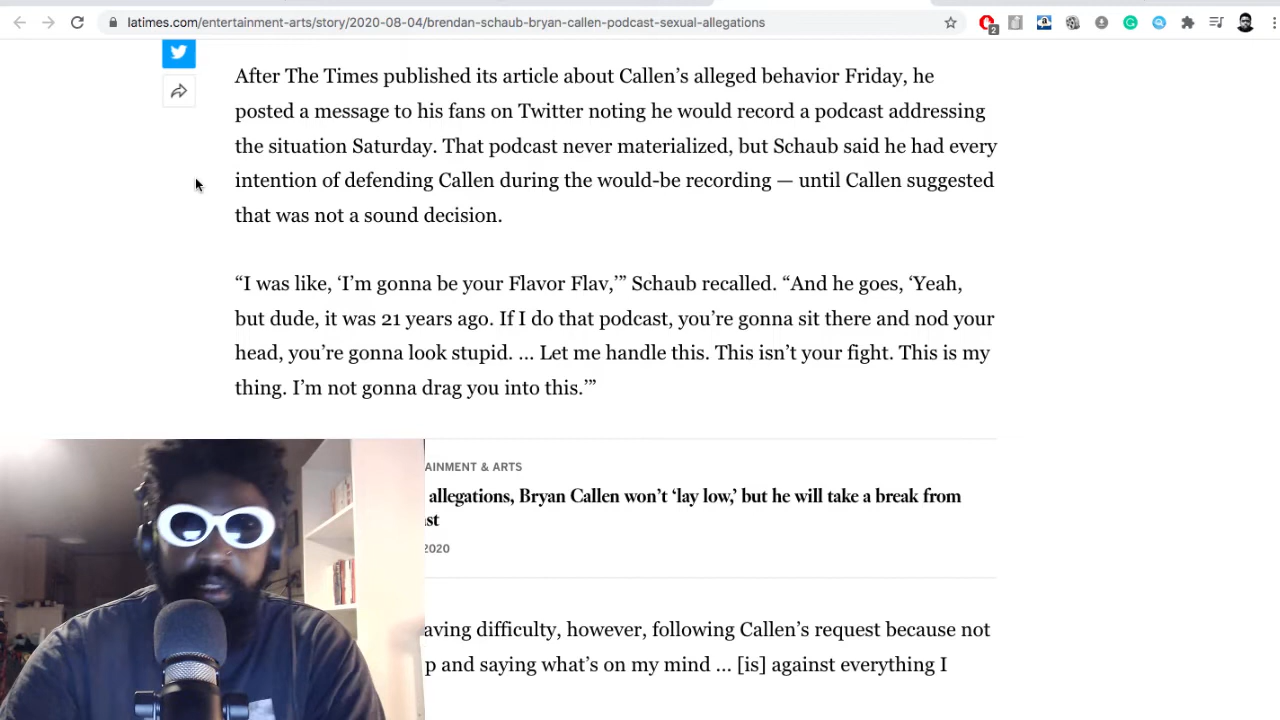 latimes.com/entertainment-arts/story/2020-08-04/brendan-schaub-bryan-callen-podcast-sexual-allegations
2
After The Times published its article about Callen’s alleged behavior Friday, he
posted a message to his fans on Twitter noting he would record a podcast addressing
the situation Saturday. That podcast never materialized, but Schaub said he had every
intention of defending Callen during the would-be recording — until Callen suggested
that was not a sound decision.
“I was like, ‘I’m gonna be your Flavor Flav,’” Schaub recalled. “And he goes, ‘Yeah,
but dude, it was 21 years ago. If I do that podcast, you’re gonna sit there and nod your
head, you’re gonna look stupid. ... Let me handle this. This isn’t your fight. This is my
thing. I’m not gonna drag you into this.’”
AINMENT & ARTS
allegations, Bryan Callen won’t ‘lay low,’ but he will take a break from
st
2020
aving difficulty, however, following Callen’s request because not
p and saying what’s on my mind ... [is] against everything I